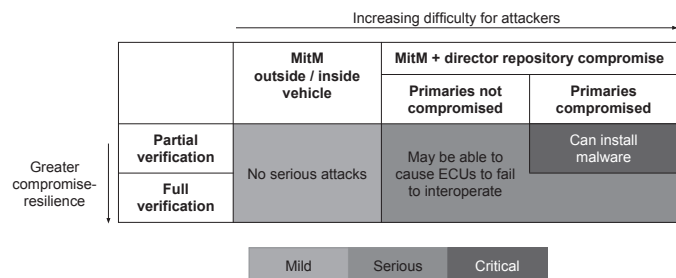 Increasing difficulty for attackers
MitM
outside / inside
vehicle
MitM + director repository compromise
Primaries not
compromised
Primaries
compromised
Greater
compromise-
resilience
Partial
verification
Full
verification
No serious attacks
May be able to
cause ECUs to fail
to interoperate
Can install
malware
Mild
Serious
Critical